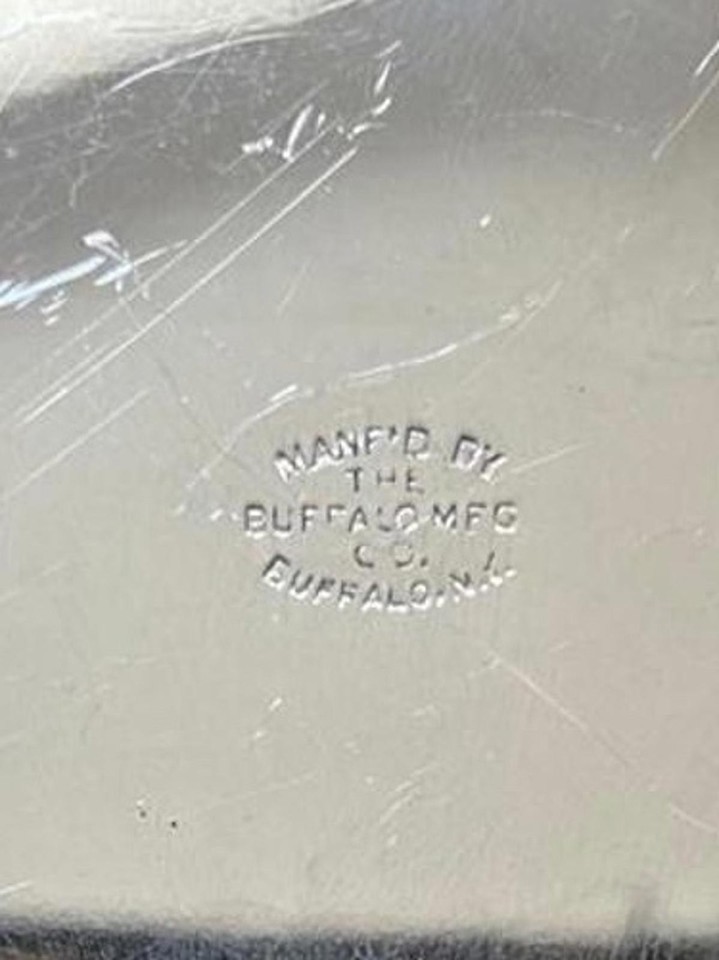 MANF'D BY
THE
BUFFALO MFG
CO.
BUFFALO, N.Y.